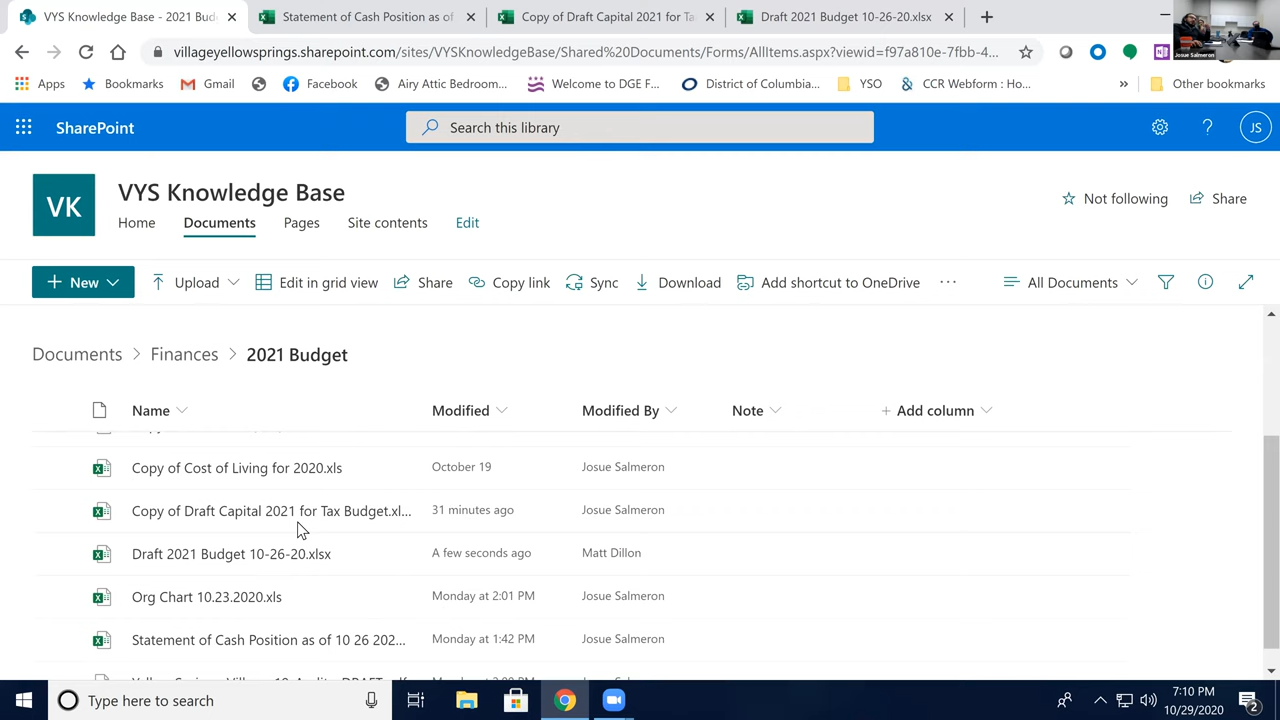 VYS Knowledge Base - 2021 Bud
Statement of Cash Position as of
Copy of Draft Capital 2021 for Ta
Draft 2021 Budget 10-26-20.xlsx
villageyellowsprings.sharepoint.com/sites/VYSKnowledgeBase/Shared%20Documents/Forms/AllItems.aspx?viewid=f97a8c0e-7fbb-4...
Josue Salmeron
Apps
Bookmarks
Gmail
Facebook
Airy Attic Bedroom...
Welcome to DGE F...
District of Columbia...
YSO
CCR Webform : Ho...
»
Other bookmarks
SharePoint
Search this library
?
JS
VK
VYS Knowledge Base
Not following
Share
Home
Documents
Pages
Site contents
Edit
+ New
Upload
Edit in grid view
Share
Copy link
Sync
Download
Add shortcut to OneDrive
...
All Documents
Documents > Finances > 2021 Budget
Name
Modified
Modified By
Note
+ Add column
Copy of Cost of Living for 2020.xls
October 19
Josue Salmeron
Copy of Draft Capital 2021 for Tax Budget.xl...
31 minutes ago
Josue Salmeron
Draft 2021 Budget 10-26-20.xlsx
A few seconds ago
Matt Dillon
Org Chart 10.23.2020.xls
Monday at 2:01 PM
Josue Salmeron
Statement of Cash Position as of 10 26 202...
Monday at 1:42 PM
Josue Salmeron
Type here to search
7:10 PM
10/29/2020
2